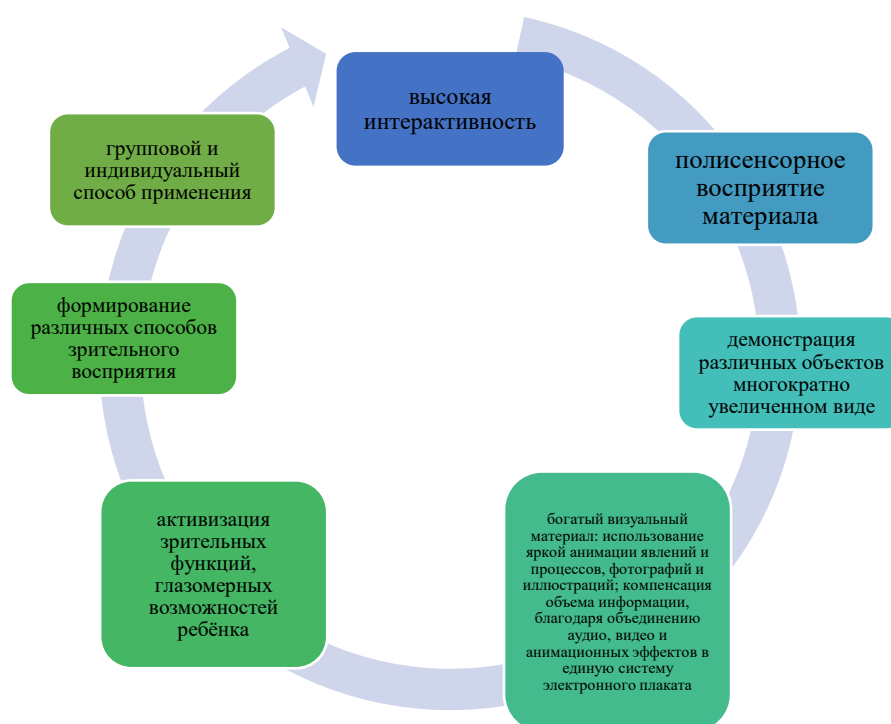 высокая
интерактивность
полисенсорное
восприятие
материала
демонстрация
различных объектов
многократно
увеличенном виде
богатый визуальный
материал: использование
яркой анимации явлений и
процессов, фотографий и
иллюстраций; компенсация
объема информации,
благодаря объединению
аудио, видео и
анимационных эффектов в
единую систему
электронного плаката
активизация
зрительных
функций,
глазомерных
возможностей
ребёнка
формирование
различных способов
зрительного
восприятия
групповой и
индивидуальный
способ применения